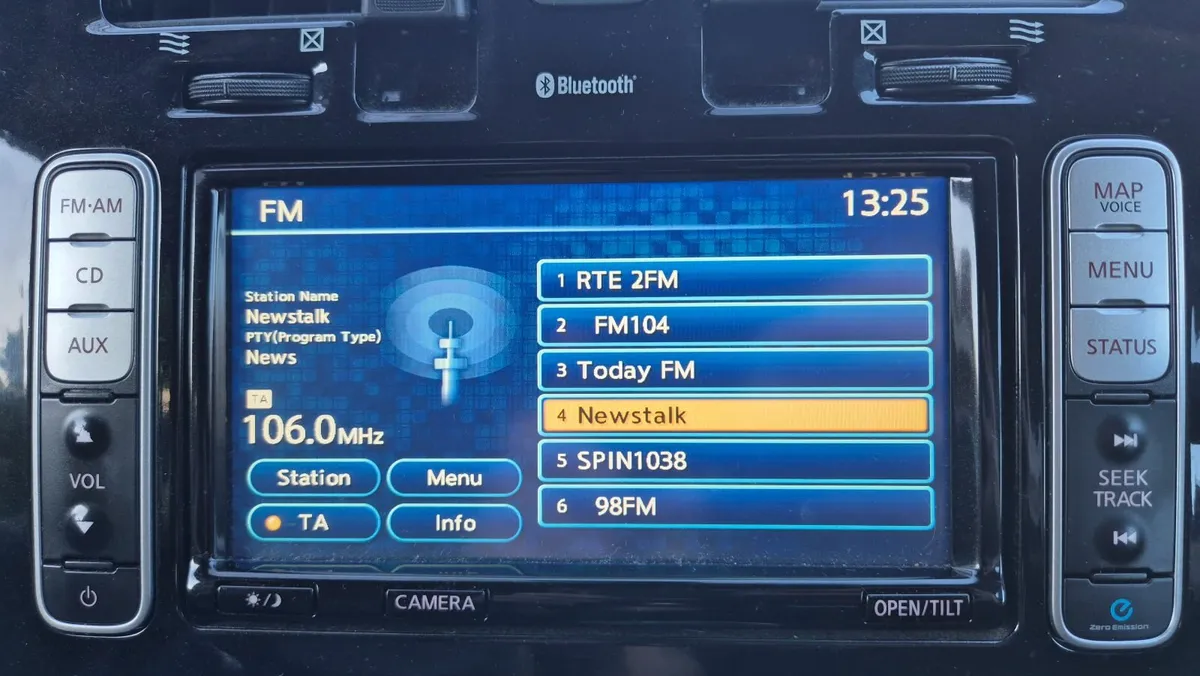 Bluetooth
FM·AM
CD
AUX
VOL
FM
13:25
Station Name
Newstalk
PTY(Program Type)
News
TA
106.0MHz
Station
Menu
TA
Info
1 RTE 2FM
2 FM104
3 Today FM
4 Newstalk
5 SPIN1038
6 98FM
MAP
VOICE
MENU
STATUS
SEEK
TRACK
Zero Emission
CAMERA
OPEN/TILT